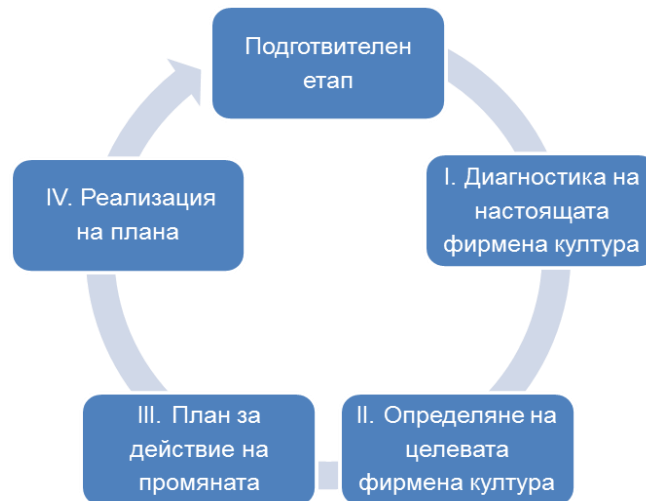 Подготвителен
етап
I. Диагностика на
настоящата
фирмена култура
II. Определяне на
целевата
фирмена култура
III. План за
действие на
промяната
IV. Реализация
на плана